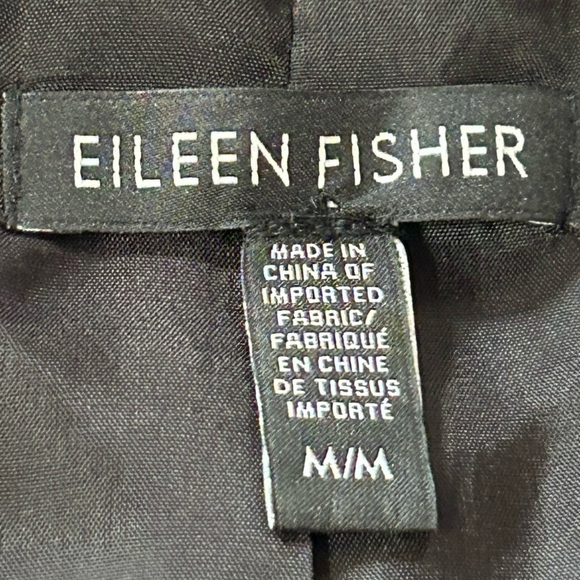 EILEEN FISHER
MADE IN
CHINA OF
IMPORTED
FABRIC/
FABRIQUÉ
EN CHINE
DE TISSUS
IMPORTÉ
M/M